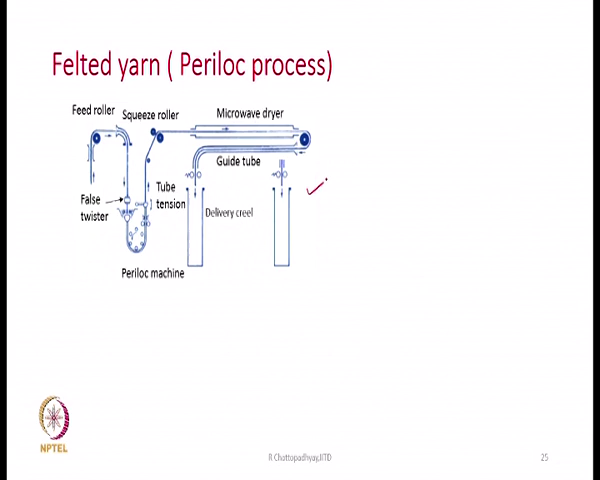 Felted yarn ( Periloc process)
Feed roller
Squeeze roller
Microwave dryer
Guide tube
False
twister
Tube
tension
Delivery creel
Periloc machine
NPTEL
R Chattopadhyay,IITD
25